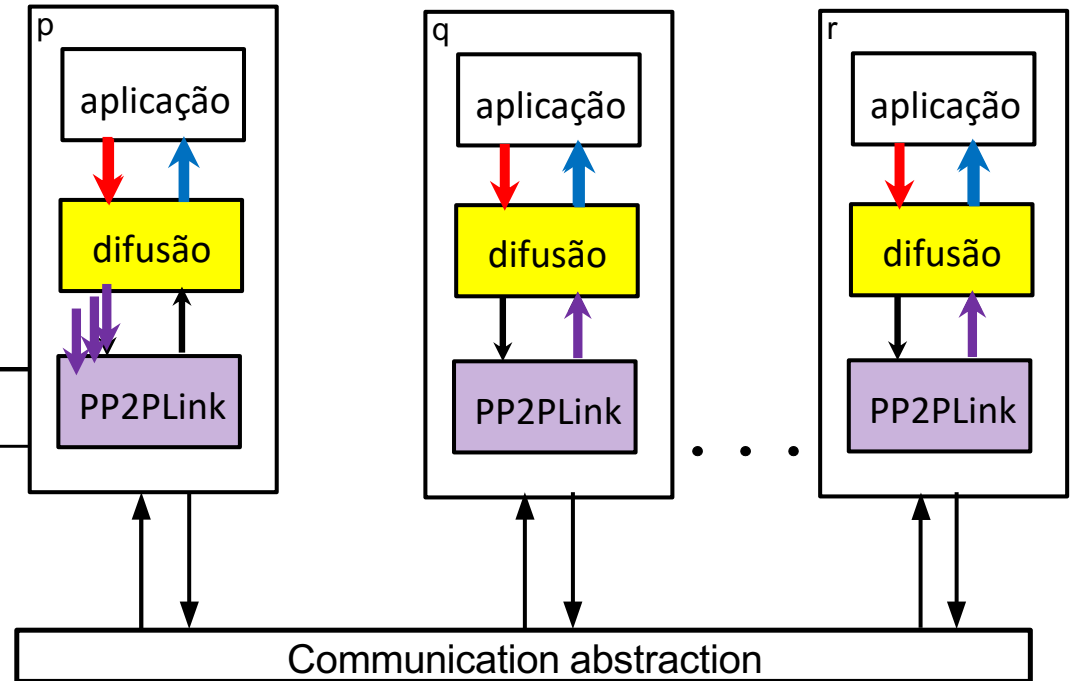 p
aplicação
difusão
PP2PLink
q
aplicação
difusão
PP2PLink
. . .
r
aplicação
difusão
PP2PLink
Communication abstraction